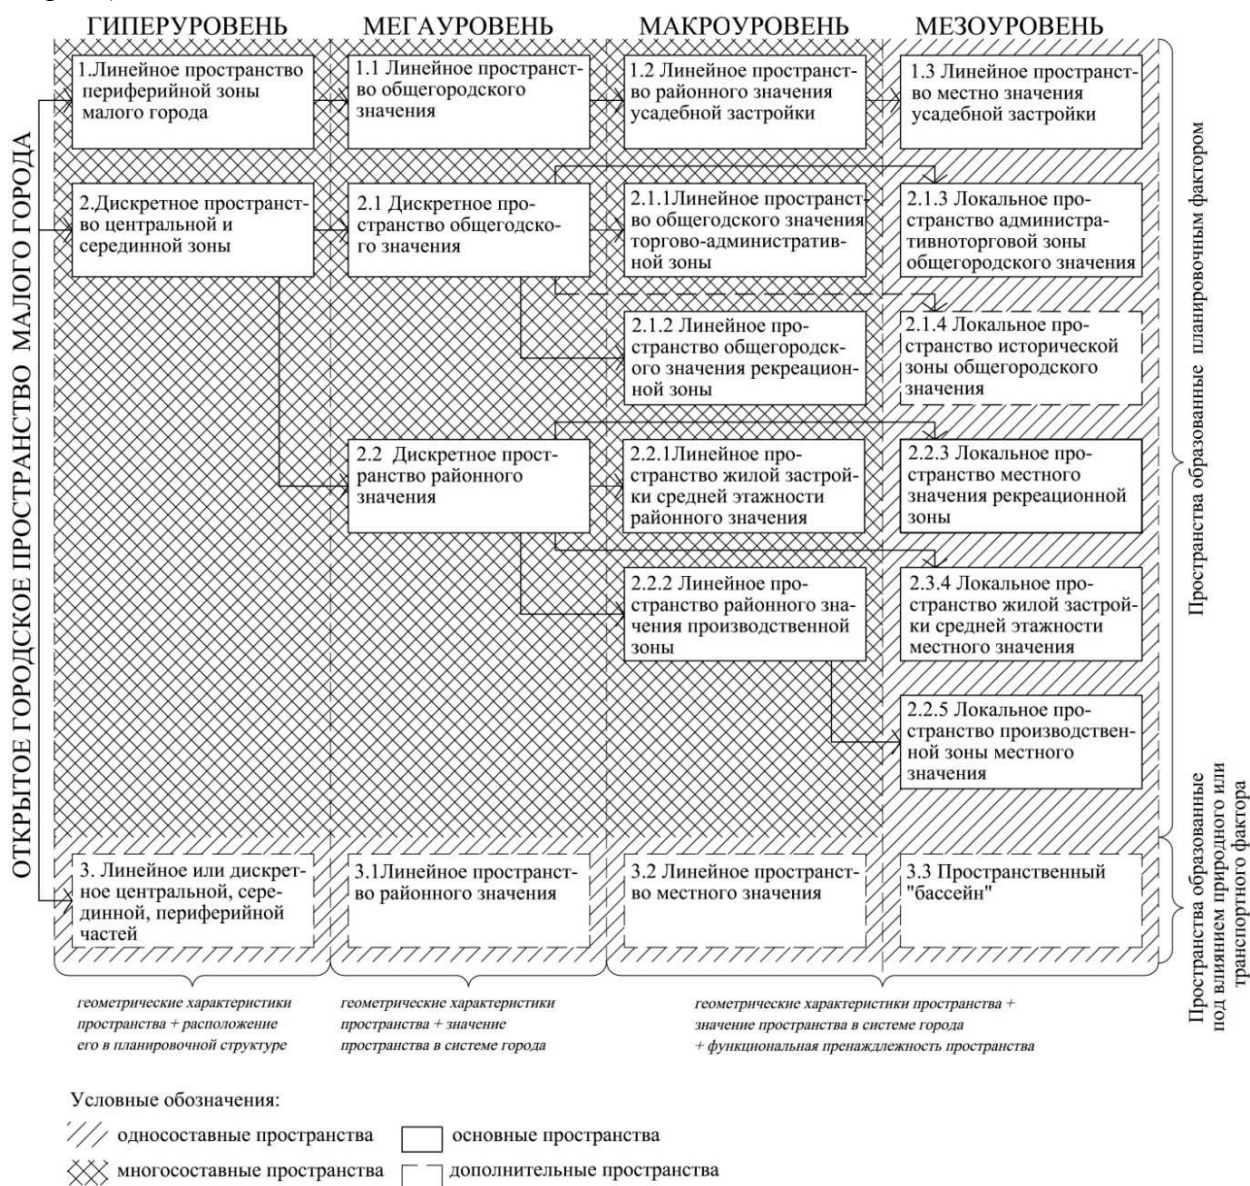 ГИПЕРУРОВЕНЬ
МЕГАУРОВЕНЬ
МАКРОУРОВЕНЬ
МЕЗОУРОВЕНЬ
ОТКРЫТОЕ ГОРОДСКОЕ ПРОСТРАНСТВО МАЛОГО ГОРОДА
1.Линейное пространство
периферийной зоны
малого города
1.1 Линейное пространст-
во общегородского
значения
1.2 Линейное пространст-
во районного значения
усадебной застройки
1.3 Линейное пространст-
во местно значения
усадебной застройки
2.Дискретное пространст-
во центральной и
серединной зоны
2.1 Дискретное про-
странство общегодско-
го значения
2.1.1Линейное пространст-
во общегодского значения
торгово-административ-
ной зоны
2.1.3 Локальное про-
странство администра-
тивноторговой зоны
общегородского значения
2.1.2 Линейное про-
странство общегородск-
ого значения рекреацион-
ной зоны
2.1.4 Локальное про-
странство исторической
зоны общегородского
значения
2.2 Дискретное прост-
ранство районного
значения
2.2.1Линейное про-
странство жилой застрой-
ки средней этажности
районного значения
2.2.3 Локальное про-
странство местного
значения рекреационной
зоны
2.2.2 Линейное про-
странство районного зна-
чения производственной
зоны
2.3.4 Локальное про-
странство жилой застрой-
ки средней этажности
местного значения
2.2.5 Локальное про-
странство производствен-
ной зоны местного
значения
3. Линейное или дискрет-
ное центральной, сере-
динной, периферийной
частей
3.1Линейное пространст-
во районного значения
3.2 Линейное пространст-
во местного значения
3.3 Пространственный
"бассейн"
Пространства образованные планировочным фактором
Пространства образованные
под влиянием природного или
транспортного фактора
геометрические характеристики
пространства + расположение
его в планировочной структуре
геометрические характеристики
пространства + значение
пространства в системе города
геометрические характеристики пространства +
значение пространства в системе города
+ функциональная пренаждлежность пространства
Условные обозначения:
односоставные пространства
основные пространства
многосоставные пространства
дополнительные пространства